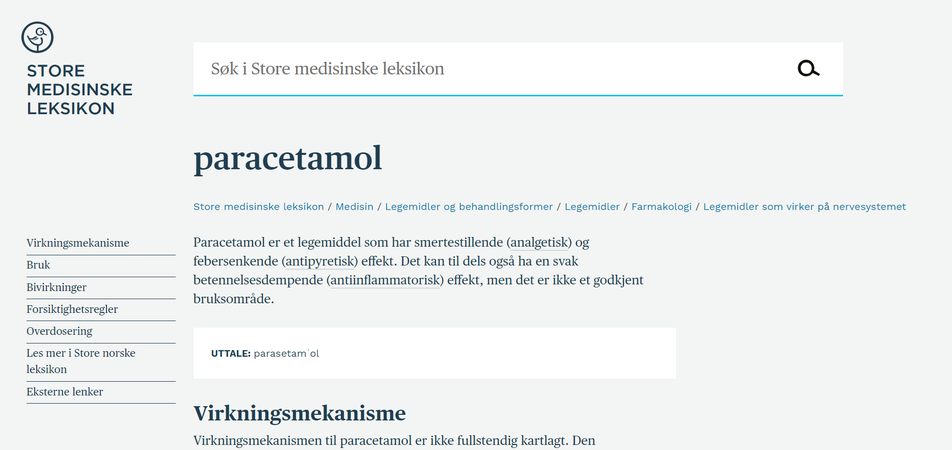 STORE
MEDISINSKE
LEKSIKON
Søk i Store medisinske leksikon
paracetamol
Store medisinske leksikon / Medisin / Legemidler og behandlingsformer / Legemidler / Farmakologi / Legemidler som virker på nervesystemet
Virkningsmekanisme
Bruk
Bivirkninger
Forsiktighetsregler
Overdosering
Les mer i Store norske
leksikon
Eksterne lenker
Paracetamol er et legemiddel som har smertestillende (analgetisk) og
febersenkende (antipyretisk) effekt. Det kan til dels også ha en svak
betennelsesdempende (antiinflammatorisk) effekt, men det er ikke et godkjent
bruksområde.
UTTALE: parasetamˈol
Virkningsmekanisme
Virkningsmekanismen til paracetamol er ikke fullstendig kartlagt. Den